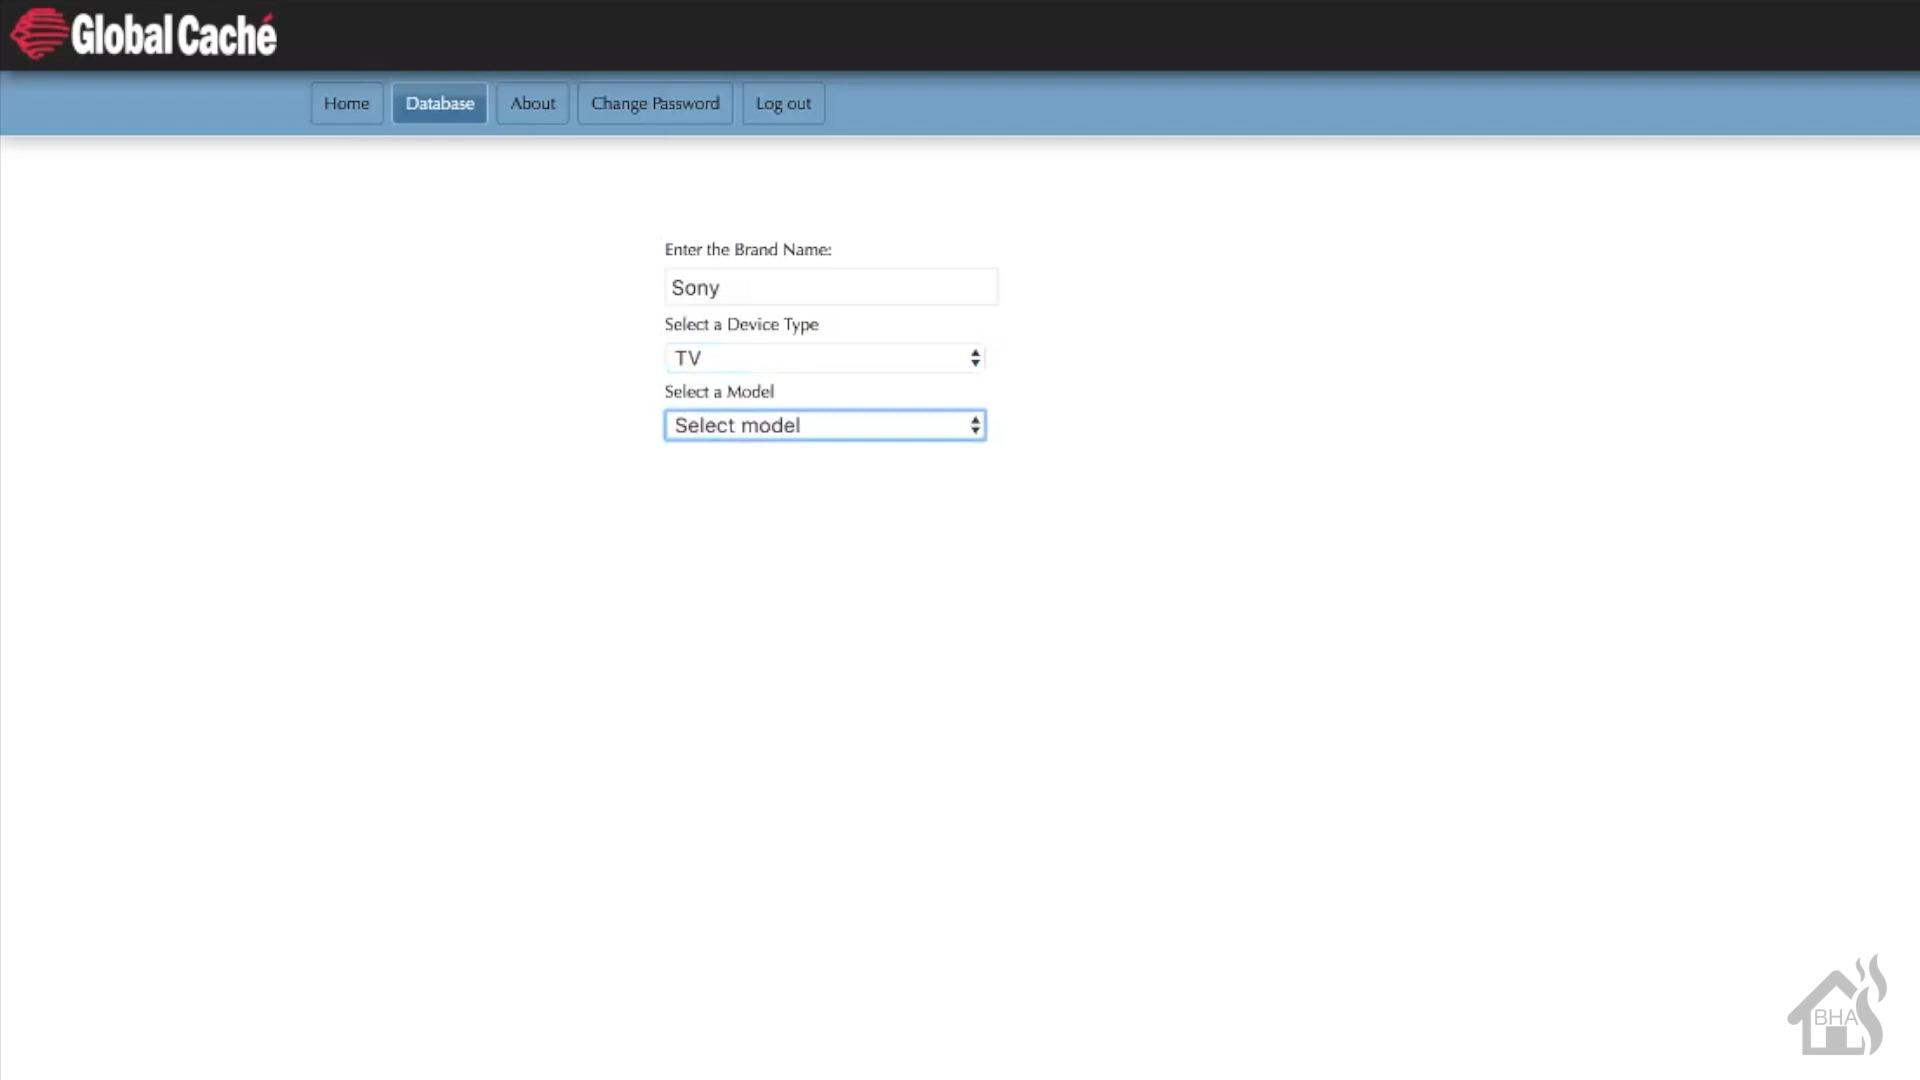 Global Caché
Home Database About Change Password Log out
Enter the Brand Name:
Sony
Select a Device Type
TV
Select a Model
Select model
BHA